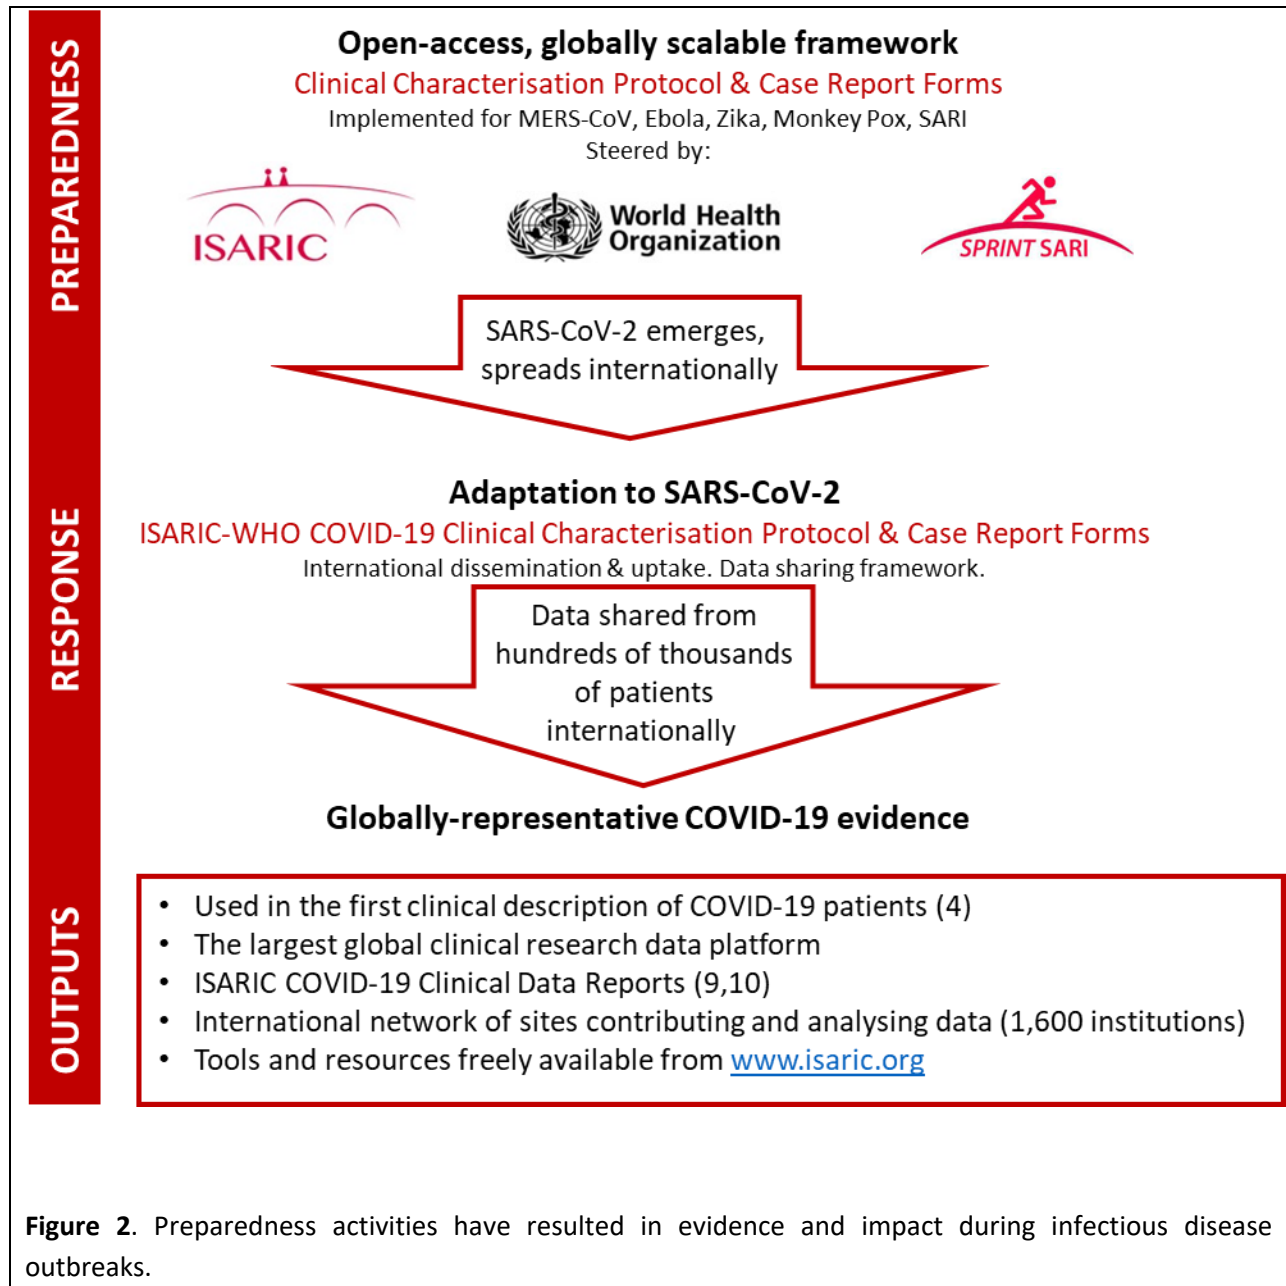 PREPAREDNESS
Open-access, globally scalable framework
Clinical Characterisation Protocol & Case Report Forms
Implemented for MERS-CoV, Ebola, Zika, Monkey Pox, SARI
Steered by:
ISARIC
World Health
Organization
SPRINT SARI
SARS-CoV-2 emerges,
spreads internationally
RESPONSE
Adaptation to SARS-CoV-2
ISARIC-WHO COVID-19 Clinical Characterisation Protocol & Case Report Forms
International dissemination & uptake. Data sharing framework.
Data shared from
hundreds of thousands
of patients
internationally
Globally-representative COVID-19 evidence
OUTPUTS
• Used in the first clinical description of COVID-19 patients (4)
• The largest global clinical research data platform
• ISARIC COVID-19 Clinical Data Reports (9,10)
• International network of sites contributing and analysing data (1,600 institutions)
• Tools and resources freely available from www.isaric.org
Figure 2. Preparedness activities have resulted in evidence and impact during infectious disease
outbreaks.